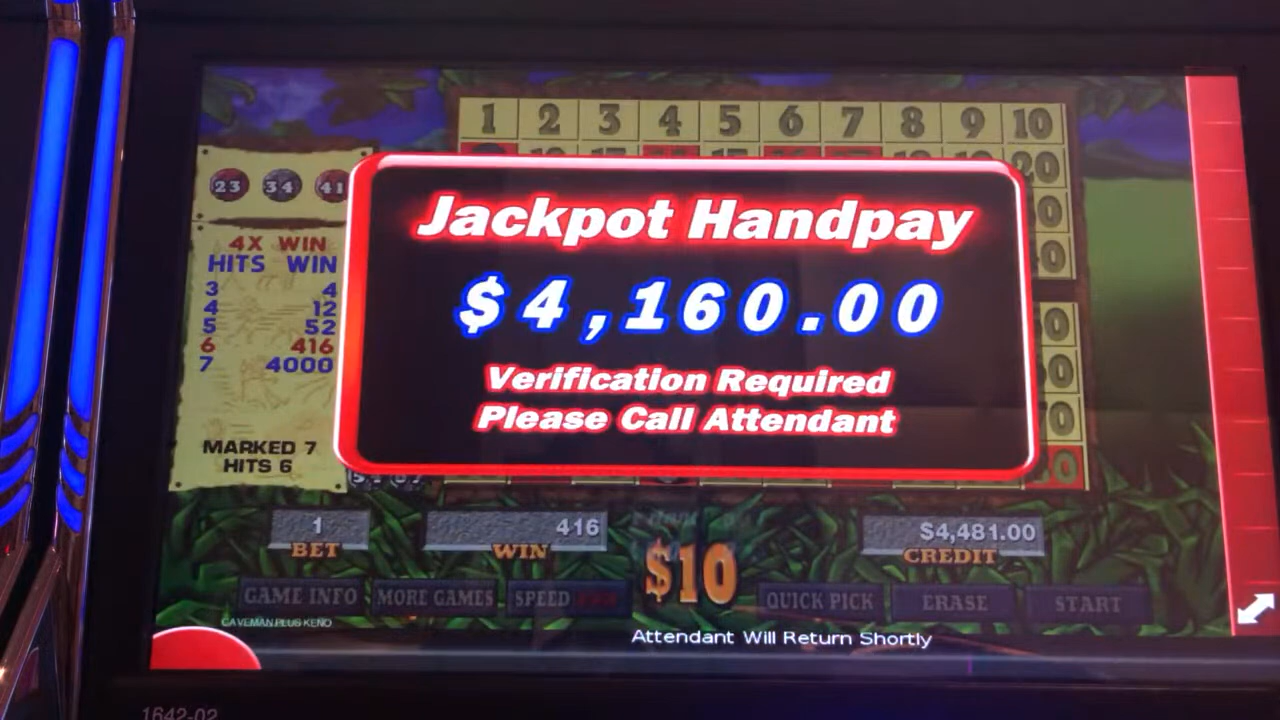 1 2 3 4 5 6 7 8 9 10
20
23 34 41
4X WIN
HITS WIN
3 4
4 12
5 52
6 416
7 4000
MARKED 7
HITS 6
Jackpot Handpay
$4,160.00
Verification Required
Please Call Attendant
1
BET
416
WIN
$10
$4,481.00
CREDIT
GAME INFO
MORE GAMES
SPEED
QUICK PICK
ERASE
START
CAVEMAN PLUS KENO
Attendant Will Return Shortly
1642-02